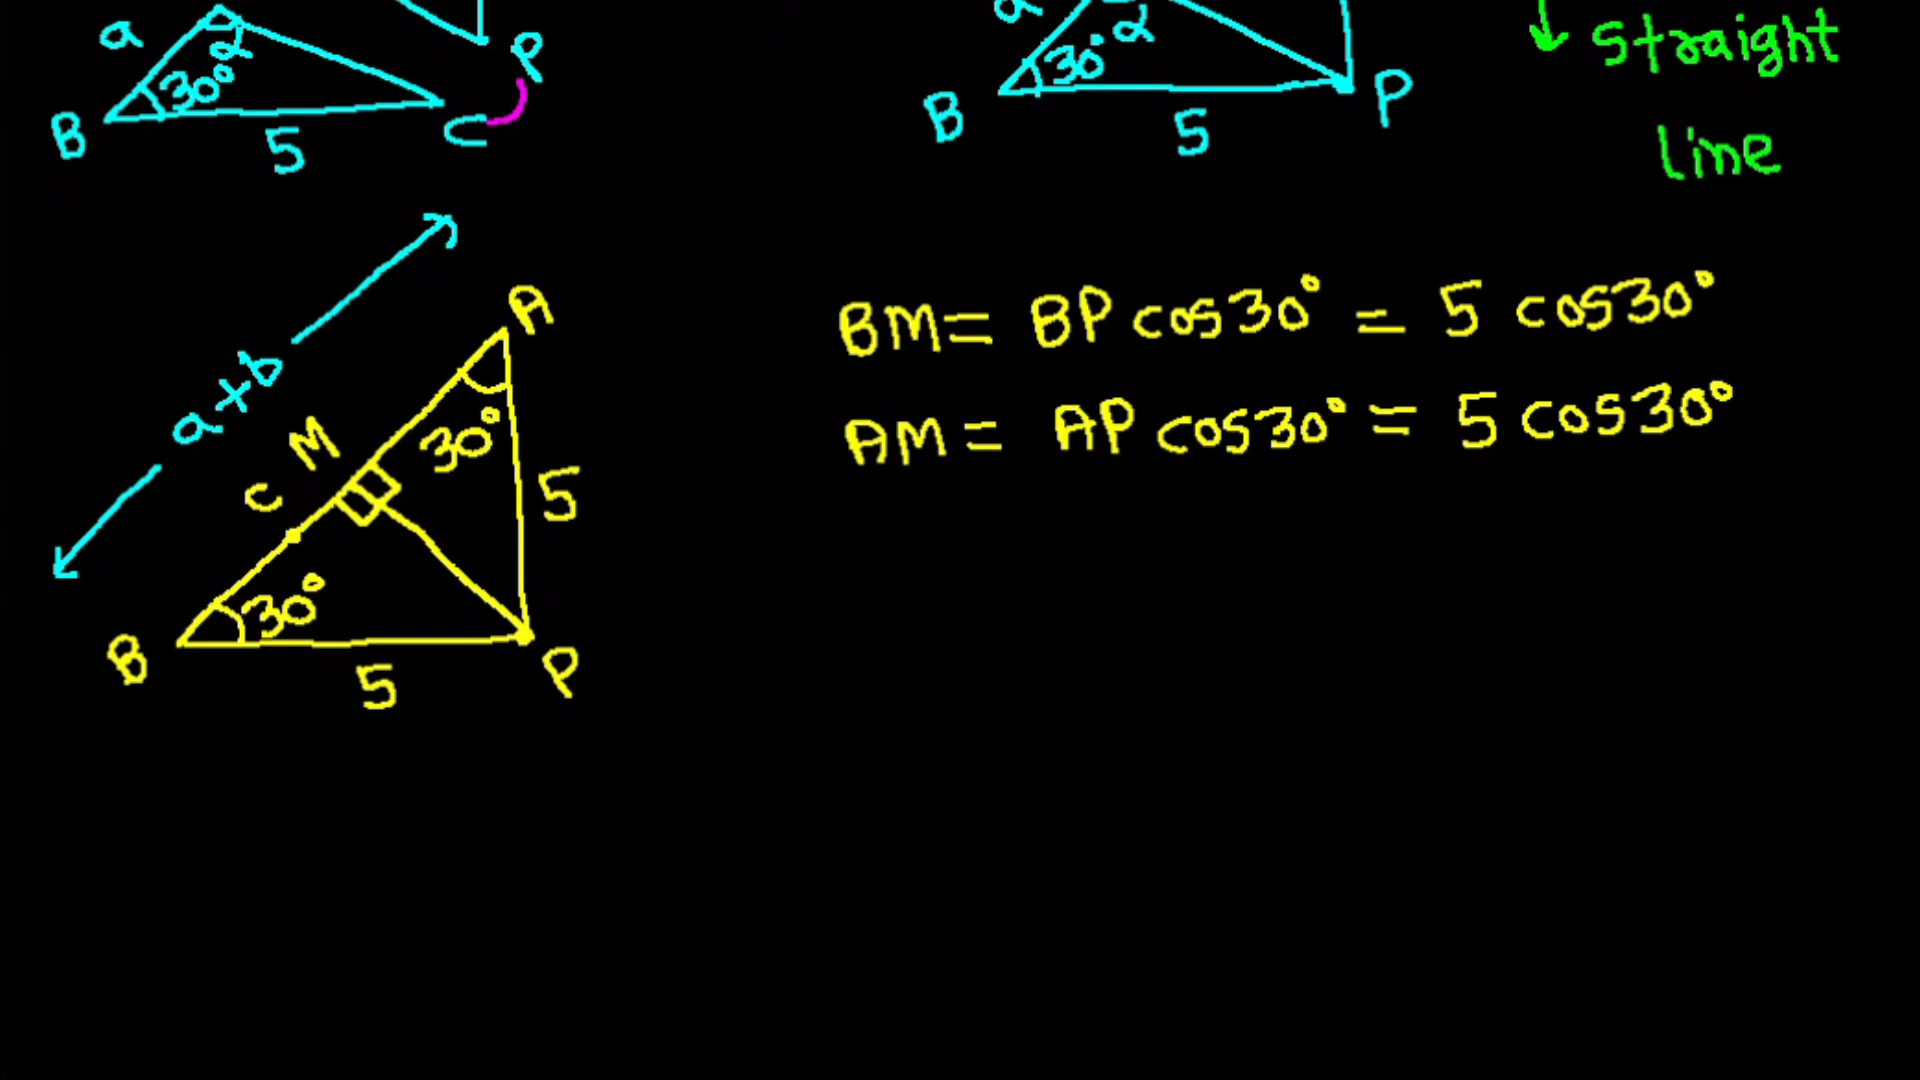 a 30° α P
B 5 C
a 30° α
B 5 P
straight
line
a+b
A
M 30°
C 5
30°
B 5 P
BM = BP cos30° = 5 cos30°
AM = AP cos30° = 5 cos30°